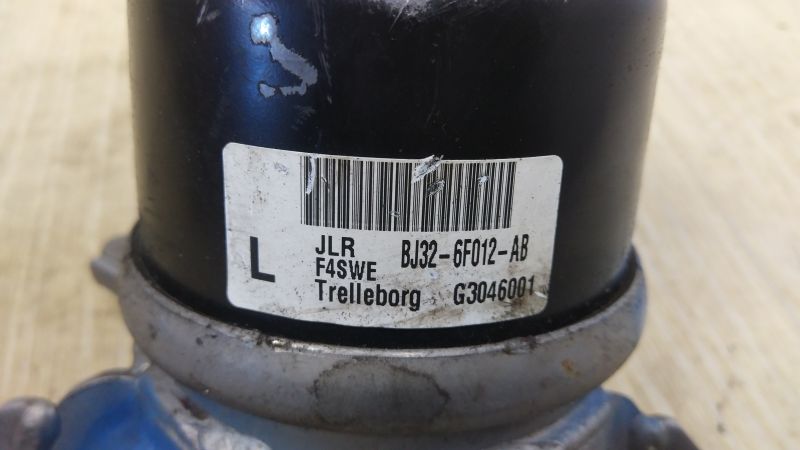 L
JLR BJ32-6F012-AB
F4SWE
Trelleborg G3046001